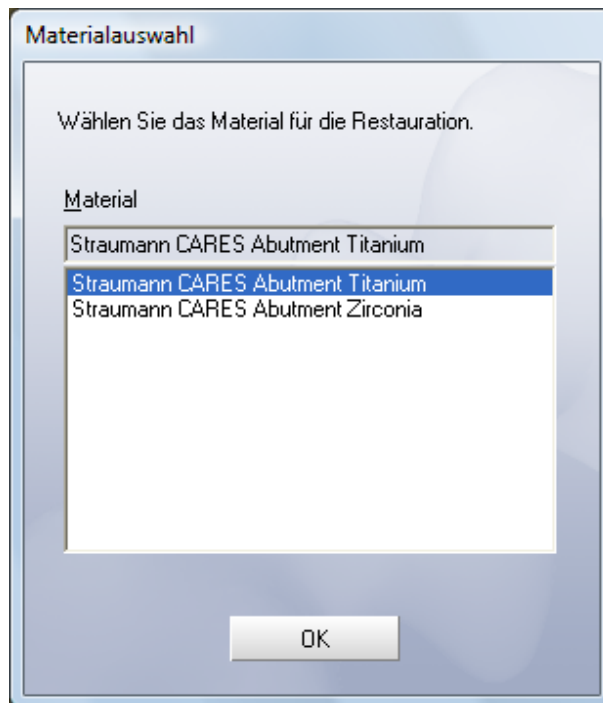 Materialauswahl
Wählen Sie das Material für die Restauration.
Material
Straumann CARES Abutment Titanium
Straumann CARES Abutment Titanium
Straumann CARES Abutment Zirconia
OK